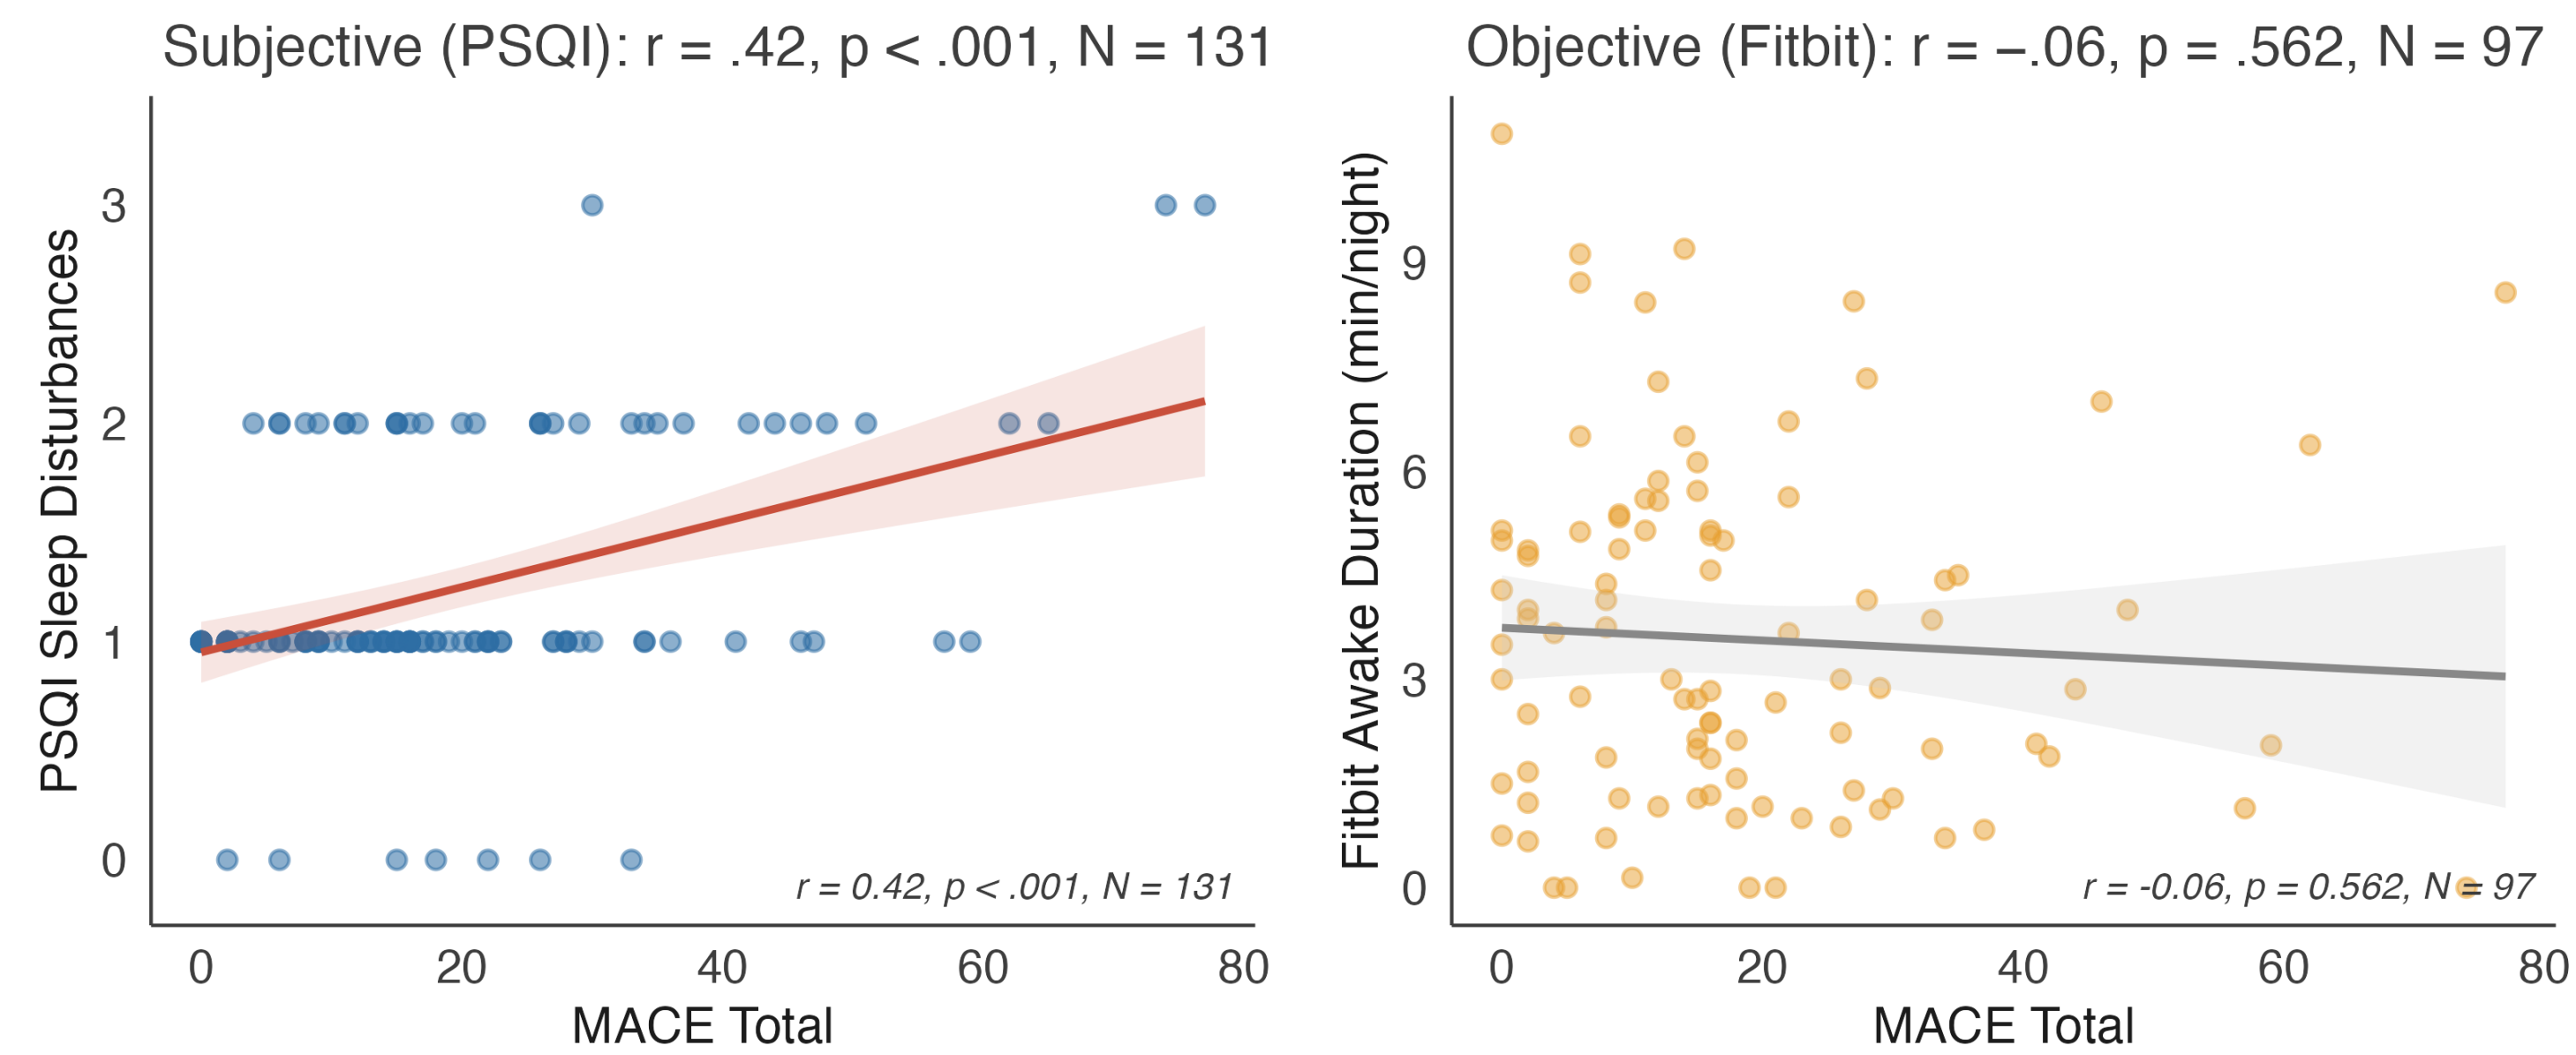 Subjective (PSQI): r = .42, p < .001, N = 131
PSQI Sleep Disturbances
3
2
1
0
r = 0.42, p < .001, N = 131
0 20 40 60 80
MACE Total
Objective (Fitbit): r = –.06, p = .562, N = 97
Fitbit Awake Duration (min/night)
9
6
3
0
r = -0.06, p = 0.562, N = 97
0 20 40 60 80
MACE Total